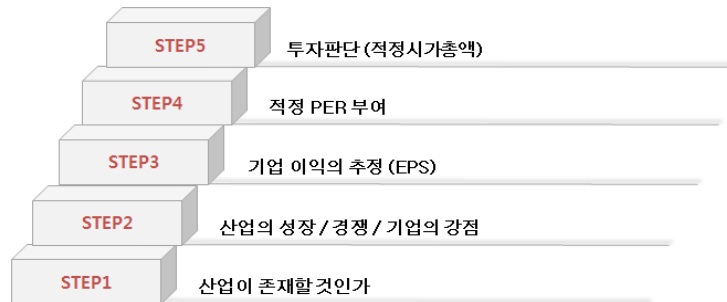 STEP5 투자판단 (적정시가총액)
STEP4 적정 PER 부여
STEP3 기업 이익의 추정 (EPS)
STEP2 산업의 성장 / 경쟁 / 기업의 강점
STEP1 산업이 존재할 것인가